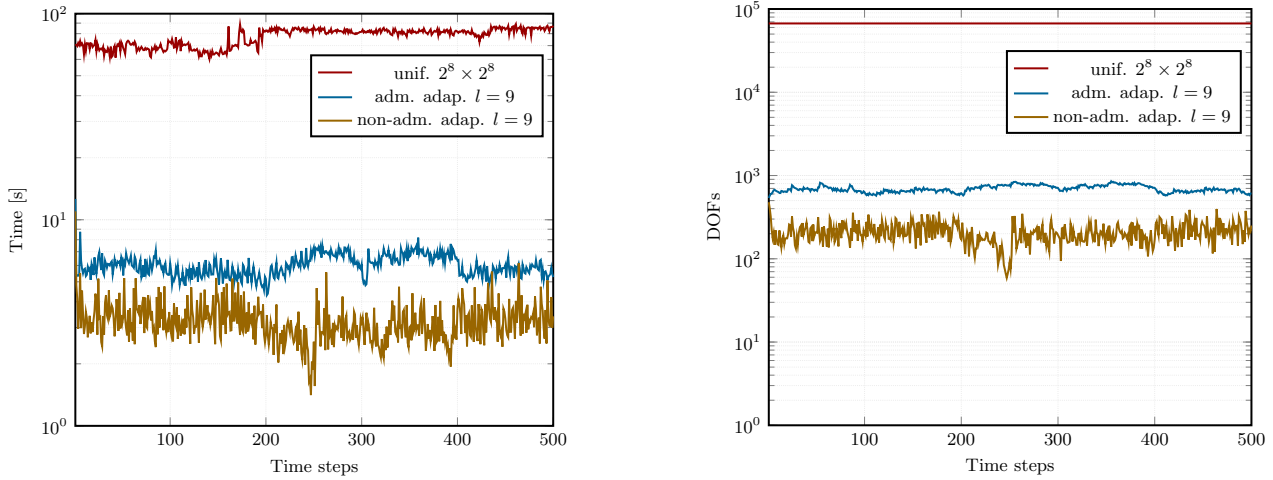 10^2
10^1
10^0
Time [s]
100
200
300
400
500
Time steps
unif. 2^8 × 2^8
adm. adap. l = 9
non-adm. adap. l = 9
10^5
10^4
10^3
10^2
10^1
10^0
DOFs
100
200
300
400
500
Time steps
unif. 2^8 × 2^8
adm. adap. l = 9
non-adm. adap. l = 9